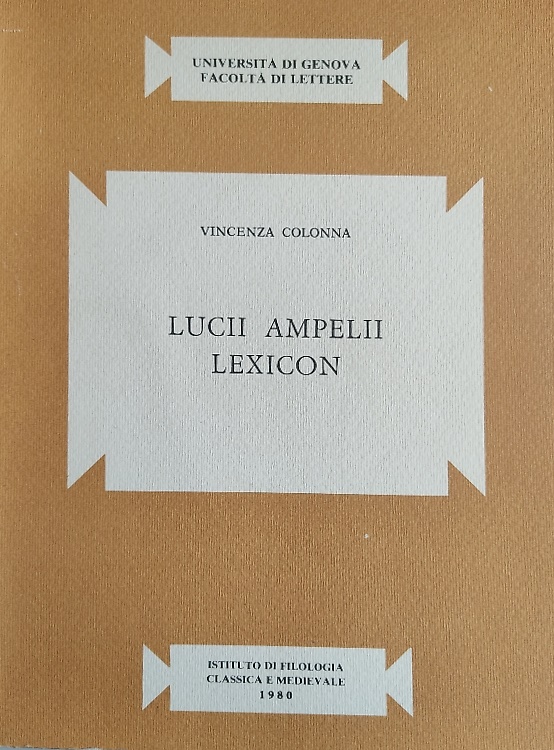 UNIVERSITÀ DI GENOVA
FACOLTÀ DI LETTERE
VINCENZA COLONNA
LUCII AMPELII
LEXICON
ISTITUTO DI FILOLOGIA
CLASSICA E MEDIEVALE
1980